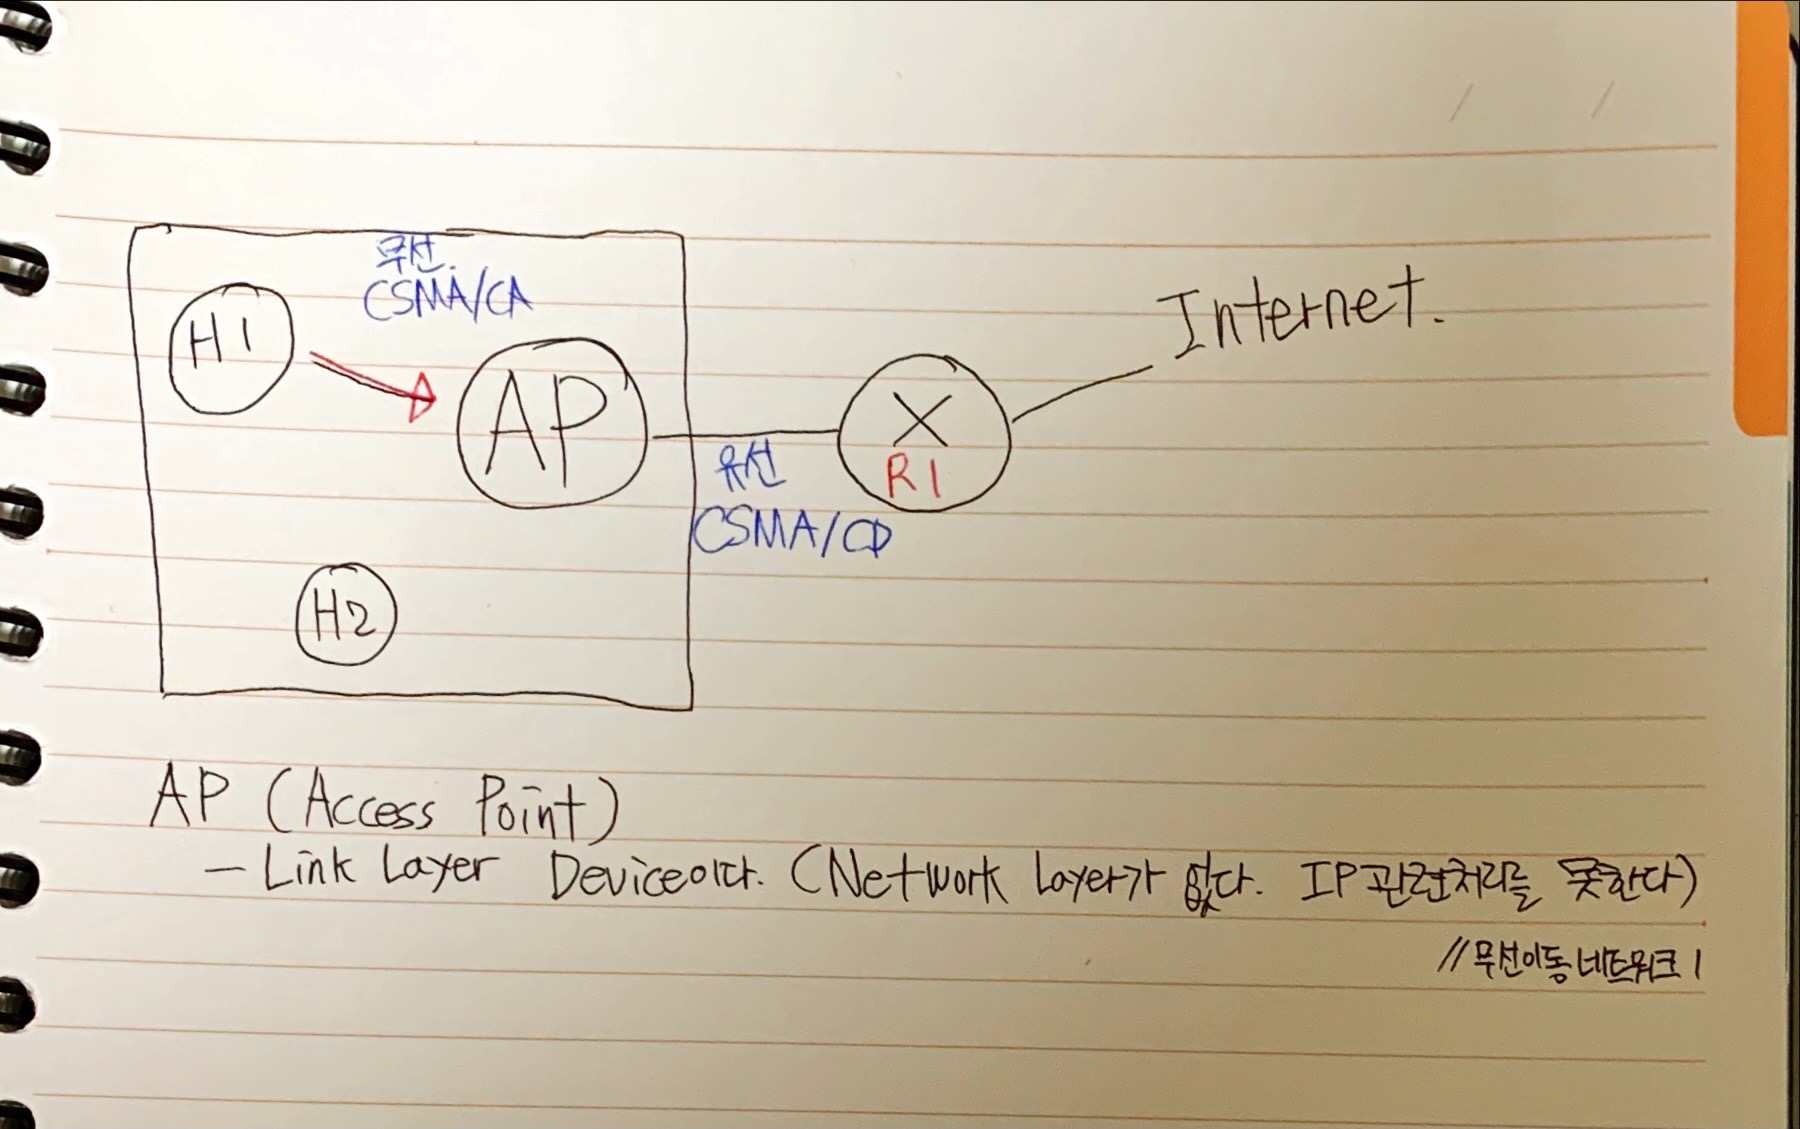 무선.
CSMA/CA
H1
AP
X
R1
Internet.
유선
CSMA/CD
H2
AP (Access Point)
- Link Layer Device이다. (Network Layer가 없다. IP관련처리를 못한다)
//무선이동네트워크1